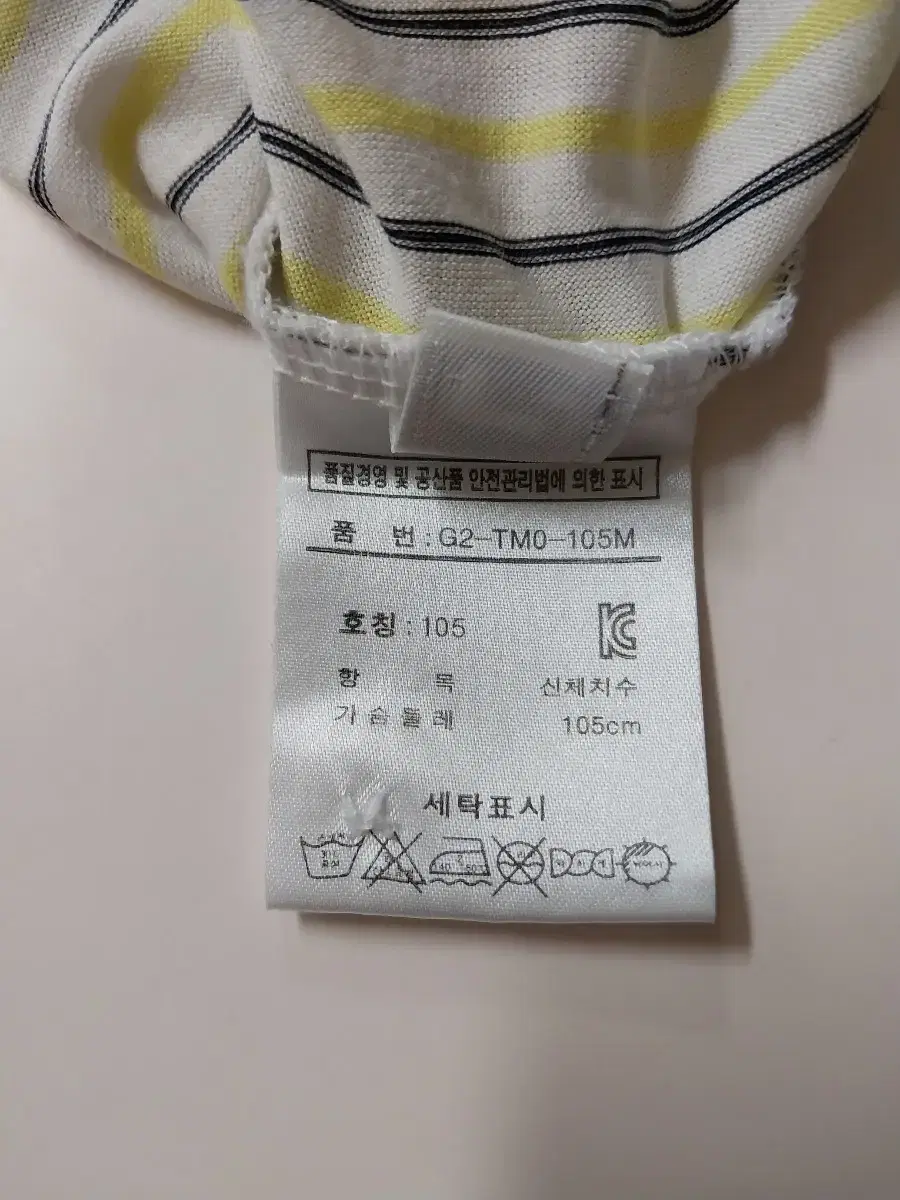 품질경영 및 공산품 안전관리법에 의한 표시
품 번 : G2-TM0-105M
호칭 : 105
항 목 신체치수
가슴둘레 105cm
세탁표시